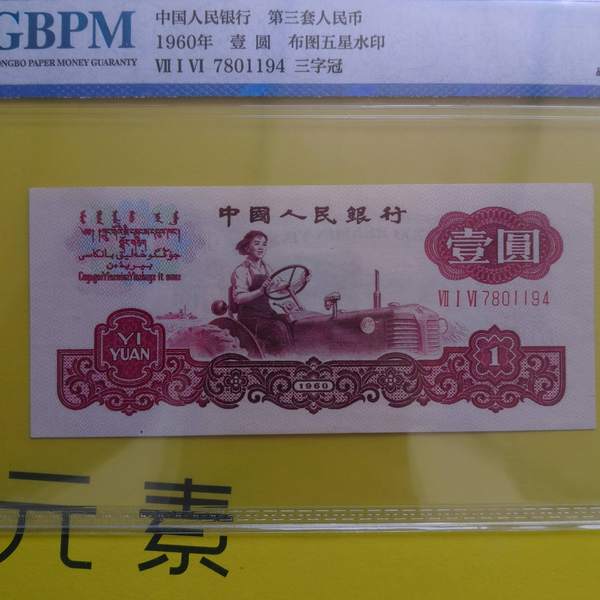 GBPM
ONGBO PAPER MONEY GUARANTY
中国人民银行 第三套人民币
1960年 壹圆 布图五星水印
Ⅶ Ⅰ Ⅵ 7801194 三字冠
中國人民銀行
壹圓
Ⅶ Ⅰ Ⅵ 7801194
YI
YUAN
1960
1
元素